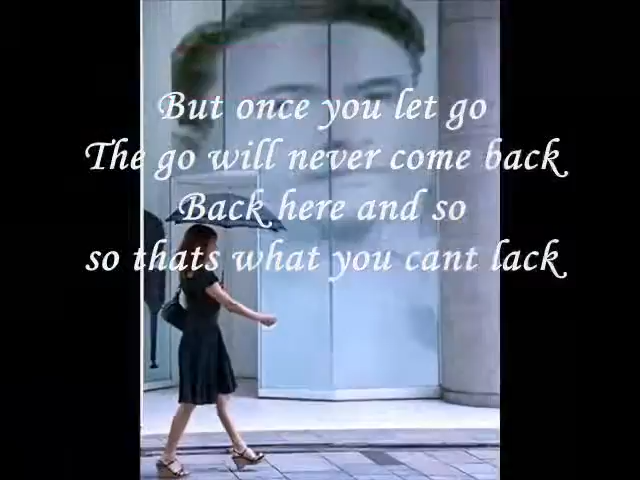 But once you let go
The go will never come back
Back here and so
so thats what you cant lack